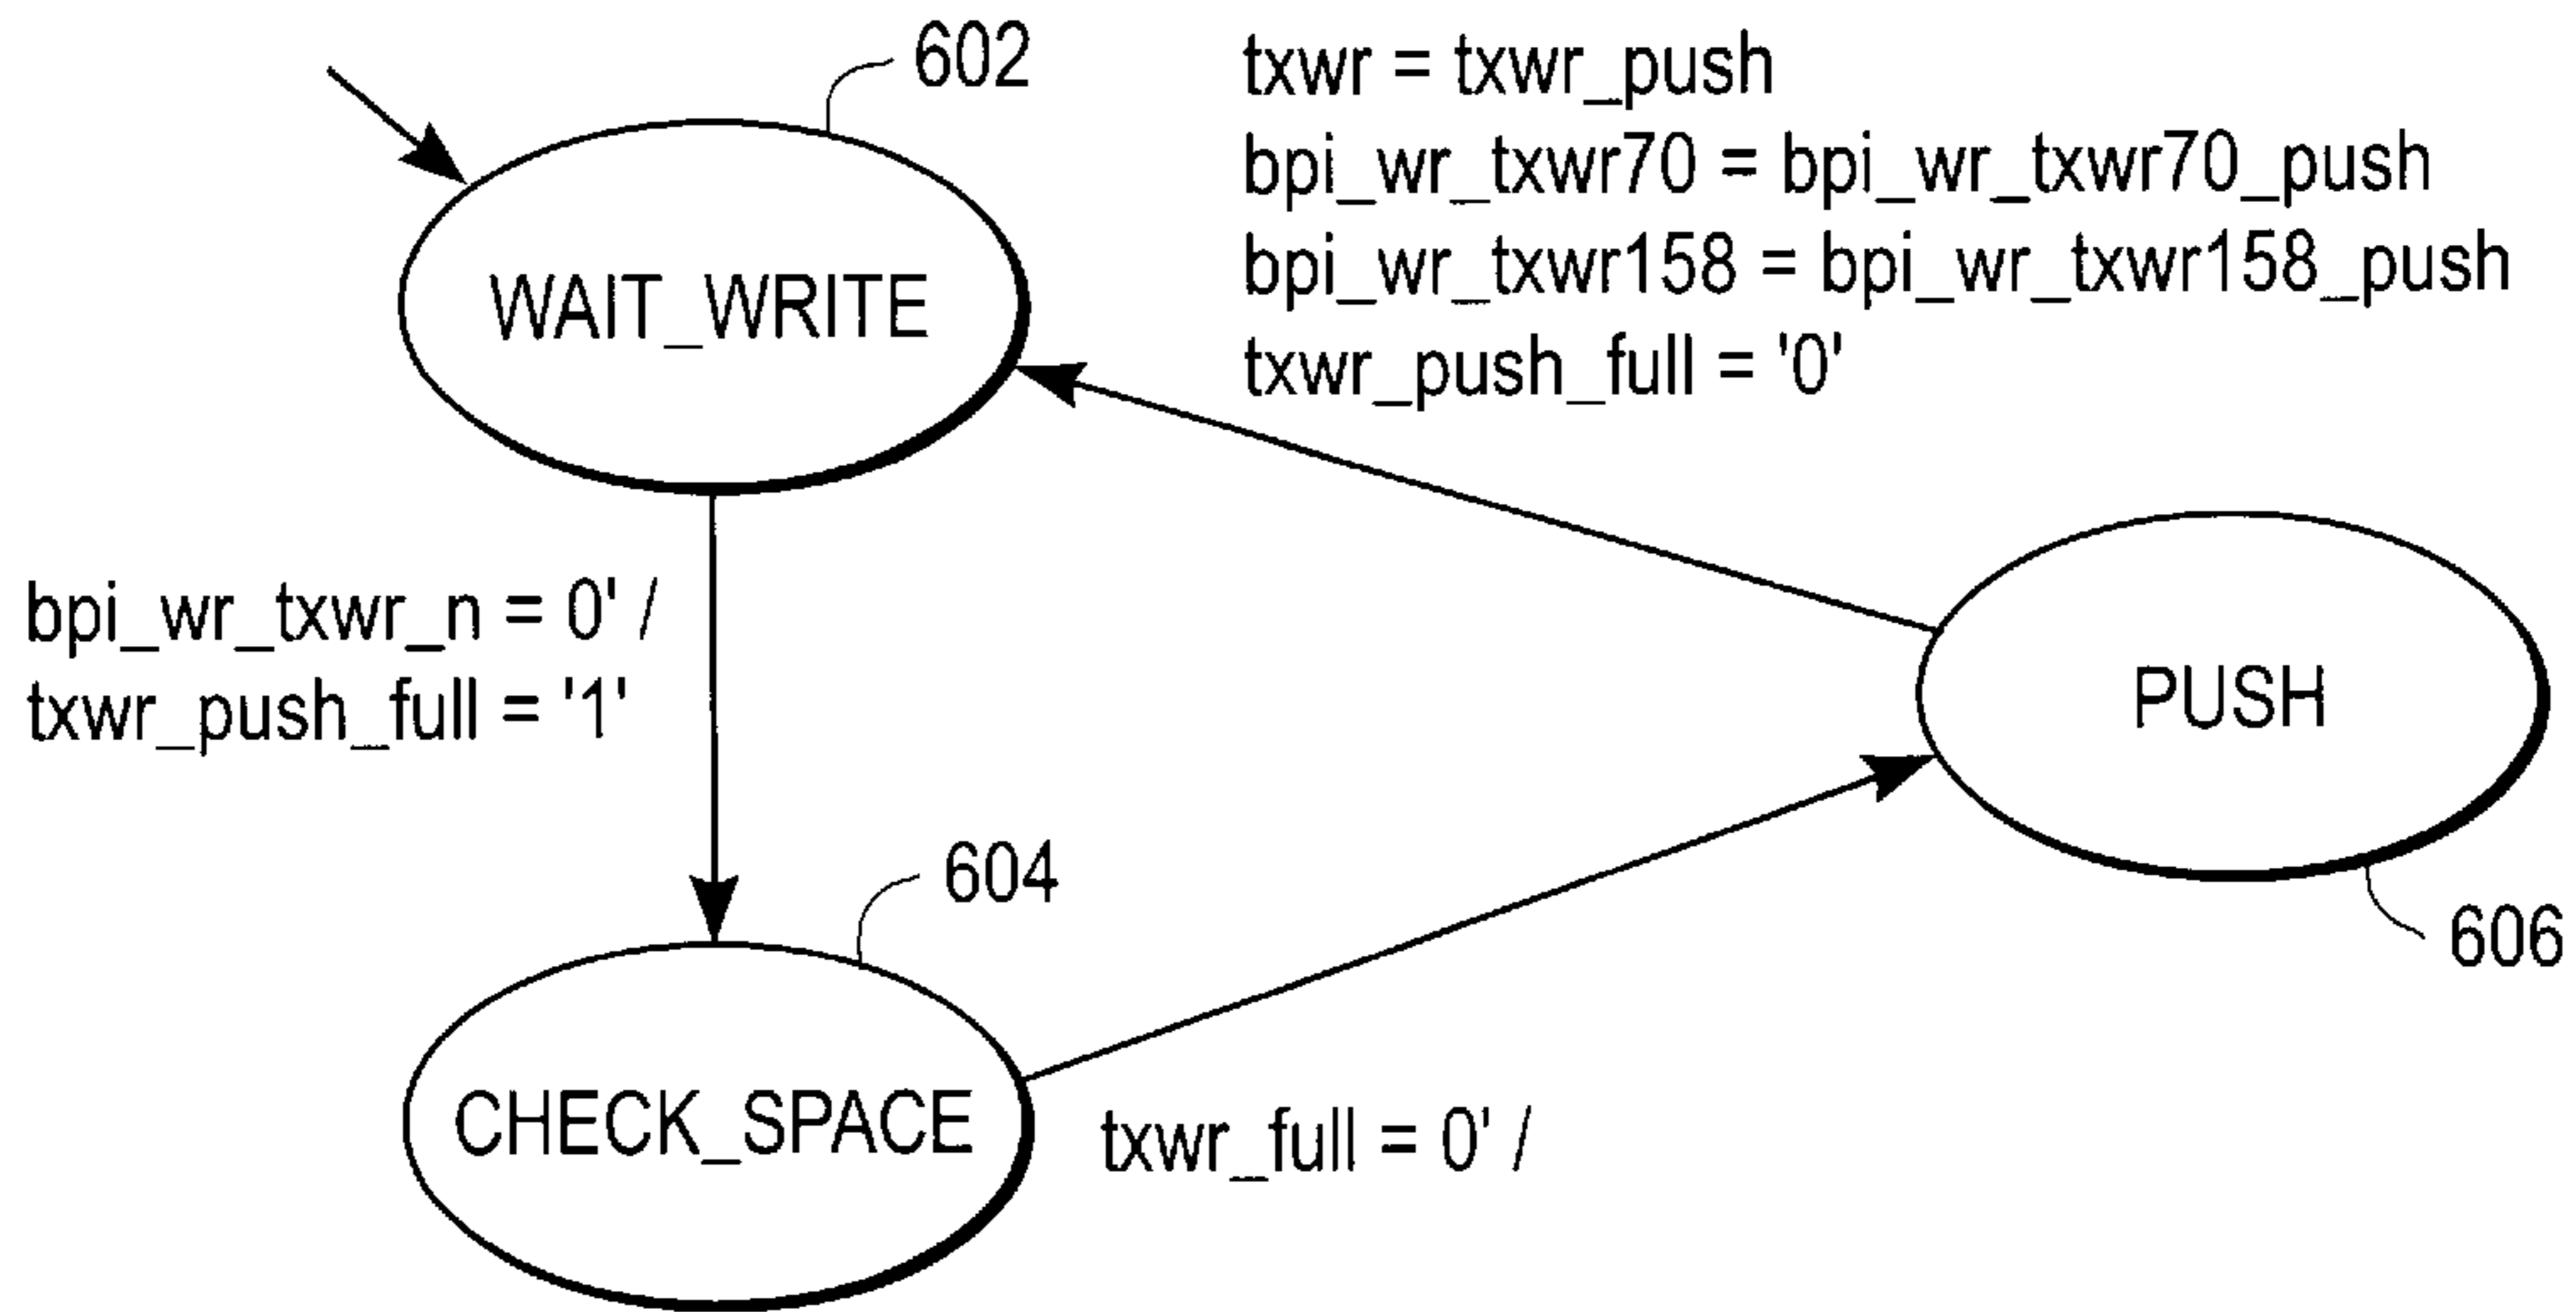 602
WAIT_WRITE
txwr = txwr_push
bpi_wr_txwr70 = bpi_wr_txwr70_push
bpi_wr_txwr158 = bpi_wr_txwr158_push
txwr_push_full = '0'
bpi_wr_txwr_n = 0' /
txwr_push_full = '1'
PUSH
606
604
CHECK_SPACE
txwr_full = 0' /